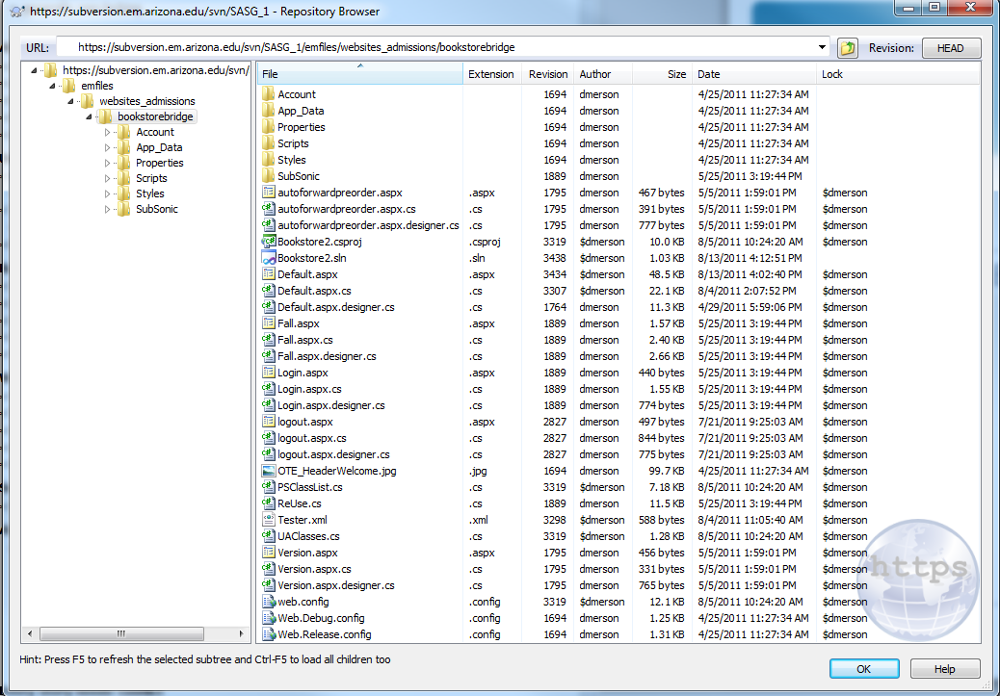 https://subversion.em.arizona.edu/svn/SASG_1 - Repository Browser
URL: https://subversion.em.arizona.edu/svn/SASG_1/emfiles/websites_admissions/bookstorebridge Revision: HEAD
https://subversion.em.arizona.edu/svn/
emfiles
websites_admissions
bookstorebridge
Account
App_Data
Properties
Scripts
Styles
SubSonic
File Extension Revision Author Size Date Lock
Account 1694 dmerson 4/25/2011 11:27:34 AM
App_Data 1694 dmerson 4/25/2011 11:27:34 AM
Properties 1694 dmerson 4/25/2011 11:27:34 AM
Scripts 1694 dmerson 4/25/2011 11:27:34 AM
Styles 1694 dmerson 4/25/2011 11:27:34 AM
SubSonic 1889 dmerson 5/25/2011 3:19:44 PM
autoforwardpreorder.aspx .aspx 1795 dmerson 467 bytes 5/5/2011 1:59:01 PM $dmerson
autoforwardpreorder.aspx.cs .cs 1795 dmerson 391 bytes 5/5/2011 1:59:01 PM $dmerson
autoforwardpreorder.aspx.designer.cs .cs 1795 dmerson 777 bytes 5/5/2011 1:59:01 PM $dmerson
Bookstore2.csproj .csproj 3319 $dmerson 10.0 KB 8/5/2011 10:24:20 AM $dmerson
Bookstore2.sln .sln 3438 $dmerson 1.03 KB 8/13/2011 4:12:51 PM
Default.aspx .aspx 3434 $dmerson 48.5 KB 8/13/2011 4:02:40 PM $dmerson
Default.aspx.cs .cs 3307 $dmerson 22.1 KB 8/4/2011 2:07:52 PM $dmerson
Default.aspx.designer.cs .cs 1764 dmerson 11.3 KB 4/29/2011 5:59:06 PM $dmerson
Fall.aspx .aspx 1889 dmerson 1.57 KB 5/25/2011 3:19:44 PM $dmerson
Fall.aspx.cs .cs 1889 dmerson 2.40 KB 5/25/2011 3:19:44 PM $dmerson
Fall.aspx.designer.cs .cs 1889 dmerson 2.66 KB 5/25/2011 3:19:44 PM $dmerson
Login.aspx .aspx 1889 dmerson 440 bytes 5/25/2011 3:19:44 PM $dmerson
Login.aspx.cs .cs 1889 dmerson 1.55 KB 5/25/2011 3:19:44 PM $dmerson
Login.aspx.designer.cs .cs 1889 dmerson 774 bytes 5/25/2011 3:19:44 PM $dmerson
logout.aspx .aspx 2827 dmerson 497 bytes 7/21/2011 9:25:03 AM $dmerson
logout.aspx.cs .cs 2827 dmerson 844 bytes 7/21/2011 9:25:03 AM $dmerson
logout.aspx.designer.cs .cs 2827 dmerson 775 bytes 7/21/2011 9:25:03 AM $dmerson
OTE_HeaderWelcome.jpg .jpg 1694 dmerson 99.7 KB 4/25/2011 11:27:34 AM $dmerson
PSClassList.cs .cs 3319 $dmerson 7.18 KB 8/5/2011 10:24:20 AM $dmerson
ReUse.cs .cs 1889 dmerson 11.5 KB 5/25/2011 3:19:44 PM $dmerson
Tester.xml .xml 3298 $dmerson 588 bytes 8/4/2011 11:05:40 AM $dmerson
UAClasses.cs .cs 3319 $dmerson 1.28 KB 8/5/2011 10:24:20 AM $dmerson
Version.aspx .aspx 1795 dmerson 456 bytes 5/5/2011 1:59:01 PM $dmerson
Version.aspx.cs .cs 1795 dmerson 331 bytes 5/5/2011 1:59:01 PM $dmerson
Version.aspx.designer.cs .cs 1795 dmerson 765 bytes 5/5/2011 1:59:01 PM $dmerson
web.config .config 3319 $dmerson 12.1 KB 8/5/2011 10:24:20 AM $dmerson
Web.Debug.config .config 1694 dmerson 1.25 KB 4/25/2011 11:27:34 AM $dmerson
Web.Release.config .config 1694 dmerson 1.31 KB 4/25/2011 11:27:34 AM $dmerson
https
Hint: Press F5 to refresh the selected subtree and Ctrl-F5 to load all children too
OK Help